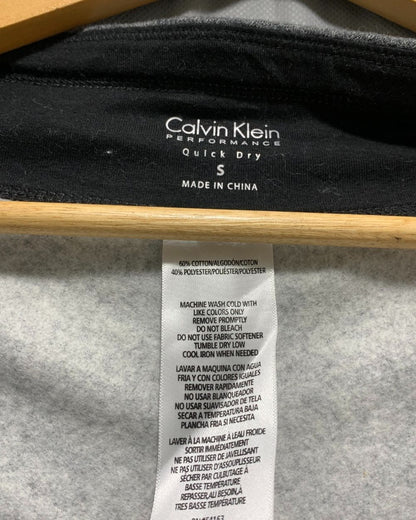 Calvin Klein
PERFORMANCE
Quick Dry
S
MADE IN CHINA
60% COTTON/ALGODÓN/COTON
40% POLYESTER/POLIÉSTER/POLYESTER
MACHINE WASH COLD WITH
LIKE COLORS ONLY
REMOVE PROMPTLY
DO NOT BLEACH
DO NOT USE FABRIC SOFTENER
TUMBLE DRY LOW
COOL IRON WHEN NEEDED
LAVAR A MAQUINA CON AGUA
FRIA Y CON COLORES IGUALES
REMOVER RAPIDAMENTE
NO USAR BLANQUEADOR
NO USAR SUAVISADOR DE TELA
SECAR A TEMPERATURA BAJA
PLANCHA FRIA SI NECESITA
LAVER À LA MACHINE À L'EAU FROIDE
SORTIR IMMÉDIATEMENT
NE PAS UTILISER DE JAVELLISANT
NE PAS UTILISER D'ASSOUPLISSEUR
SÉCHER PAR CULBUTAGE À
BASSE TEMPÉRATURE
REPASSER, AU BESOIN, À
TRES BASSE TEMPÉRATURE